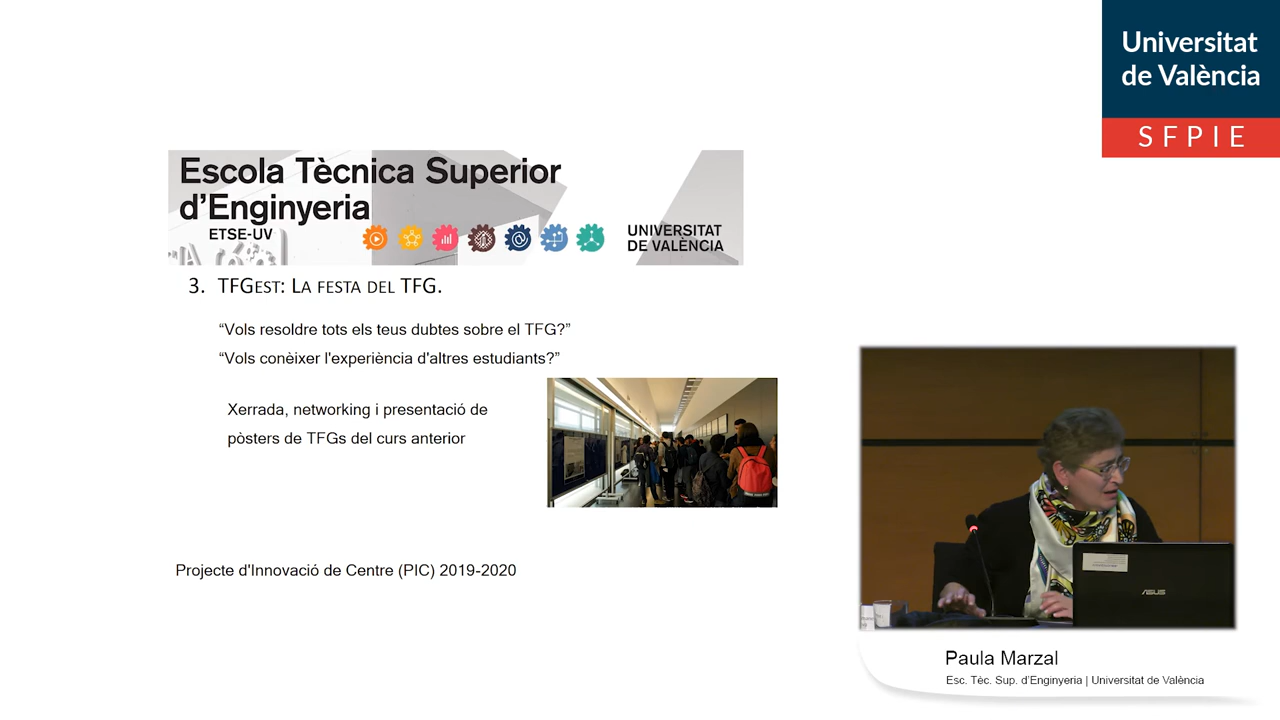 Universitat
de València
SFPIE
Escola Tècnica Superior
d'Enginyeria
ETSE-UV
UNIVERSITAT
DE VALÈNCIA
3. TFGEST: LA FESTA DEL TFG.
“Vols resoldre tots els teus dubtes sobre el TFG?”
“Vols conèixer l'experiència d'altres estudiants?”
Xerrada, networking i presentació de
pòsters de TFGs del curs anterior
Projecte d'Innovació de Centre (PIC) 2019-2020
ASUS
Paula Marzal
Esc. Tèc. Sup. d'Enginyeria | Universitat de València